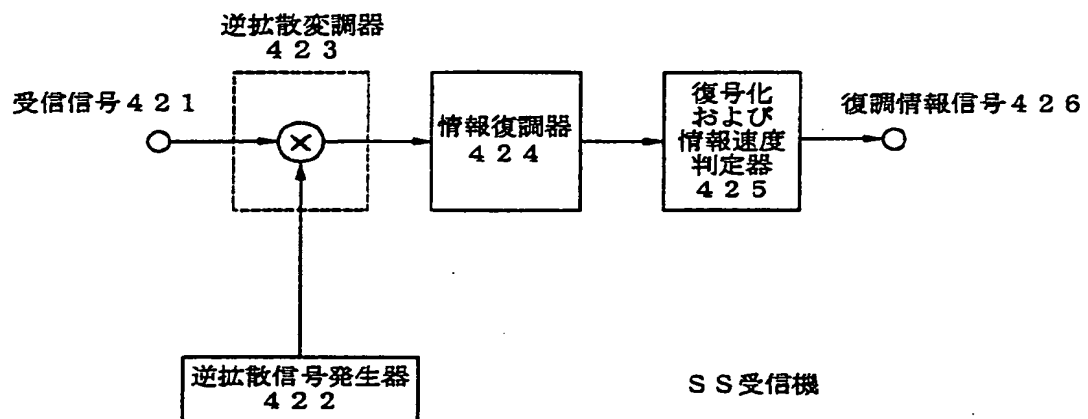 逆拡散変調器
４２３
受信信号４２１
情報復調器
４２４
復号化
および
情報速度
判定器
４２５
復調情報信号４２６
逆拡散信号発生器
４２２
ＳＳ受信機